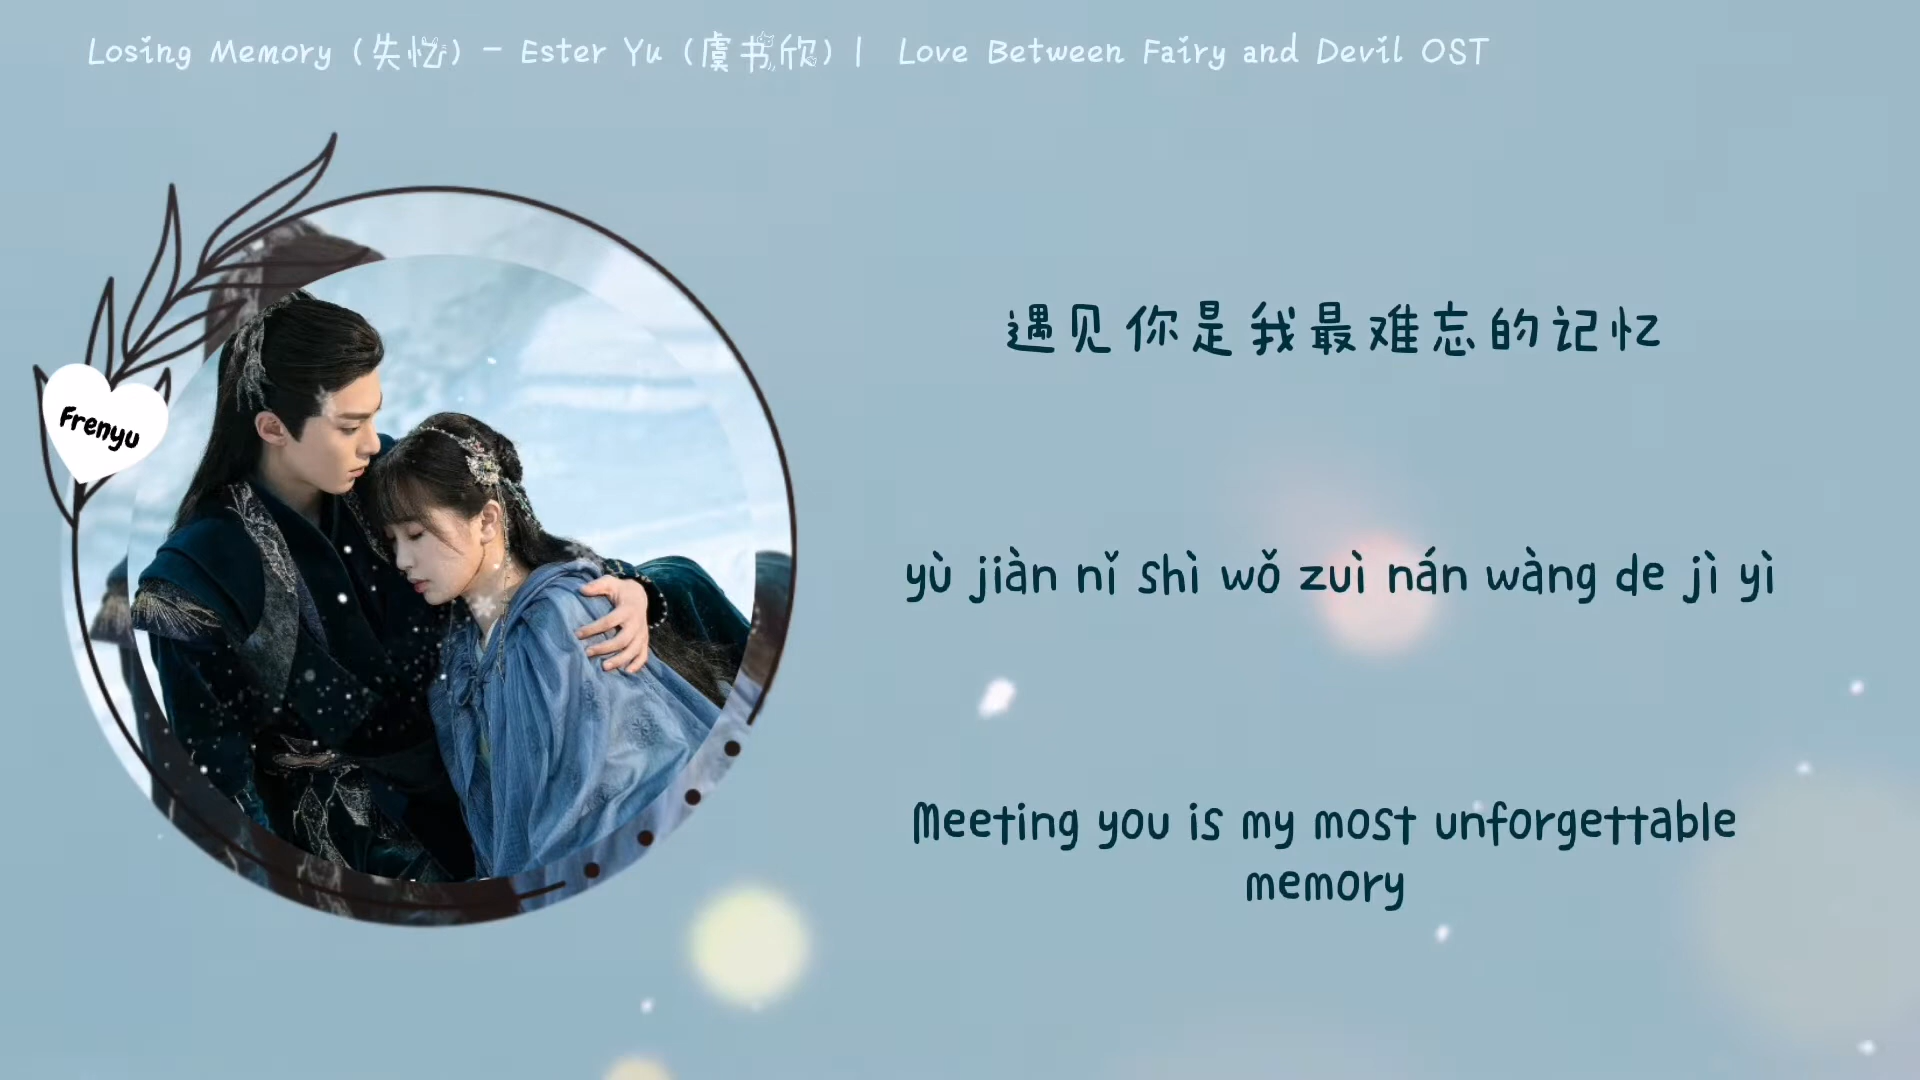 Losing Memory (失忆) - Ester Yu (虞书欣) | Love Between Fairy and Devil OST
Frenyu
遇见你是我最难忘的记忆
yù jiàn nǐ shì wǒ zuì nán wàng de jì yì
Meeting you is my most unforgettable
memory